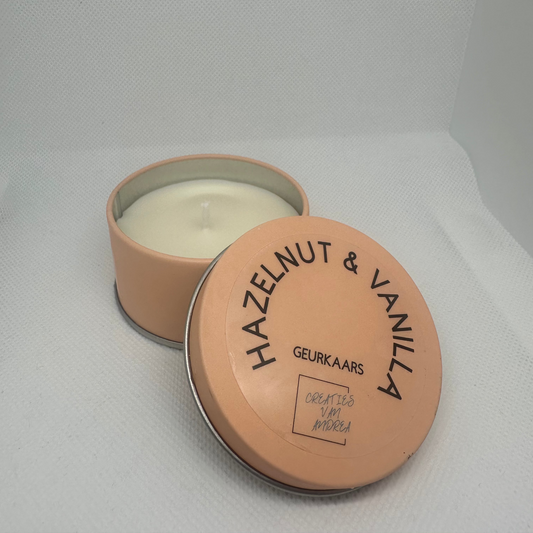 HAZELNUT & VANILLA
GEURKAARS
CREATIES
VAN
ANDREA